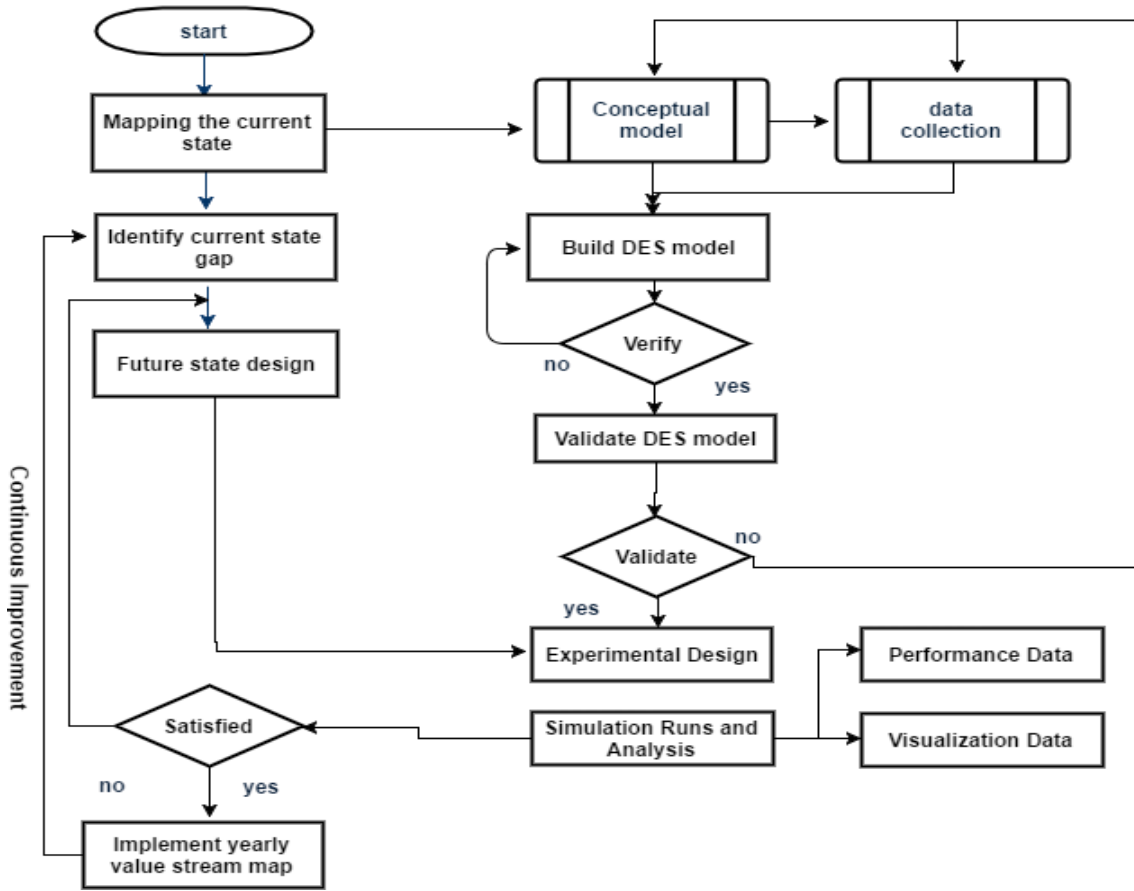 start
Mapping the current
state
Conceptual
model
data
collection
Identify current state
gap
Build DES model
Future state design
Verify
no
yes
Validate DES model
Continuous Improvement
Validate
no
yes
Experimental Design
Performance Data
Satisfied
Simulation Runs and
Analysis
Visualization Data
no
yes
Implement yearly
value stream map